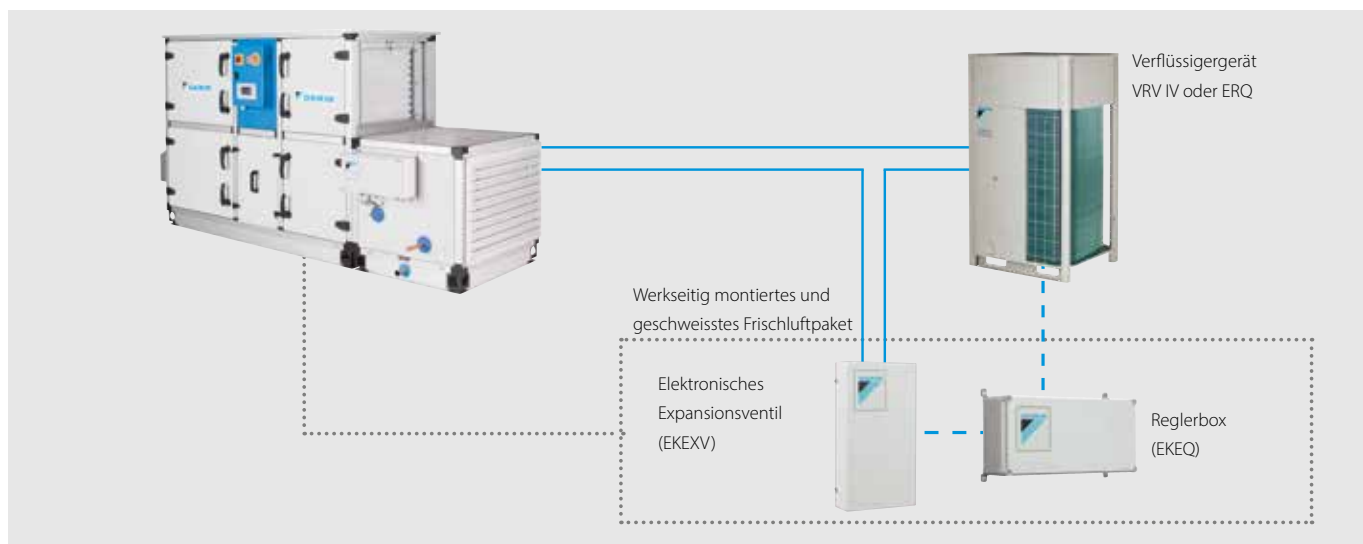 Verflüssigergerät
VRV IV oder ERQ
Werkseitig montiertes und
geschweisstes Frischluftpaket
Elektronisches
Expansionsventil
(EKEXV)
Reglerbox
(EKEQ)